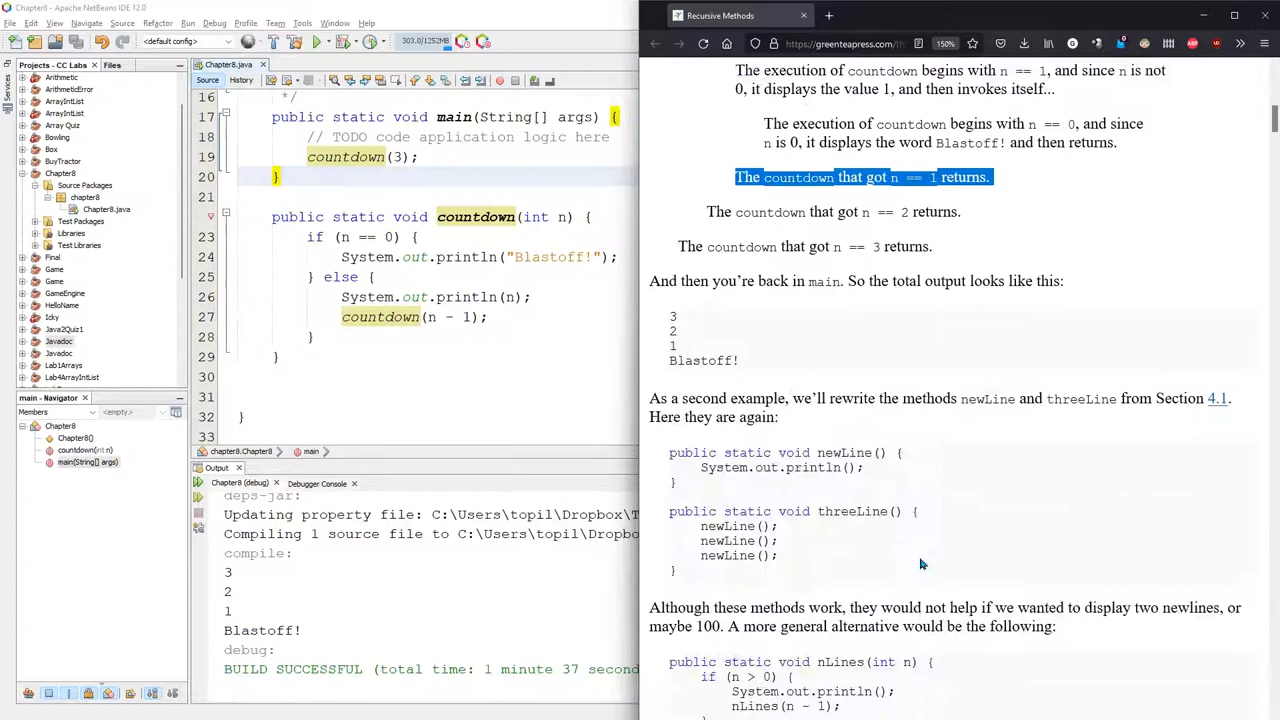 Chapter8 - Apache NetBeans IDE 12.0
File Edit View Navigate Source Refactor Run Debug Profile Team Tools Window Help
<default config>
303.0/1252MB
Services
Projects - CC Labs
Files
Arithmetic
ArithmeticError
ArrayIntList
ArrayIntList
Array Quiz
Bowling
Box
BuyTractor
Chapter8
Source Packages
chapter8
Chapter8.java
Test Packages
Libraries
Test Libraries
Final
Game
GameEngine
HelloName
Icky
Java2Quiz1
Javadoc
Javadoc
Lab1Arrays
Lab4ArrayIntList
main - Navigator
Members
<empty>
Chapter8
Chapter8()
countdown(int n)
main(String[] args)
Chapter8.java
Source History
16 */
17 public static void main(String[] args) {
18 // TODO code application logic here
19 countdown(3);
20 }
21
public static void countdown(int n) {
23 if (n == 0) {
24 System.out.println("Blastoff!");
25 } else {
26 System.out.println(n);
27 countdown(n - 1);
28 }
29 }
30
31
32 }
33
chapter8.Chapter8
main
Output
Chapter8 (debug)
Debugger Console
deps-jar:
Updating property file: C:\Users\topil\Dropbox\T
Compiling 1 source file to C:\Users\topil\Dropbo
compile:
3
2
1
Blastoff!
debug:
BUILD SUCCESSFUL (total time: 1 minute 37 second
Recursive Methods
https://greenteapress.com/th
150%
The execution of countdown begins with n == 1, and since n is not
0, it displays the value 1, and then invokes itself...
The execution of countdown begins with n == 0, and since
n is 0, it displays the word Blastoff! and then returns.
The countdown that got n == 1 returns.
The countdown that got n == 2 returns.
The countdown that got n == 3 returns.
And then you’re back in main. So the total output looks like this:
3
2
1
Blastoff!
As a second example, we’ll rewrite the methods newLine and threeLine from Section 4.1.
Here they are again:
public static void newLine() {
System.out.println();
}
public static void threeLine() {
newLine();
newLine();
newLine();
}
Although these methods work, they would not help if we wanted to display two newlines, or
maybe 100. A more general alternative would be the following:
public static void nLines(int n) {
if (n > 0) {
System.out.println();
nLines(n - 1);